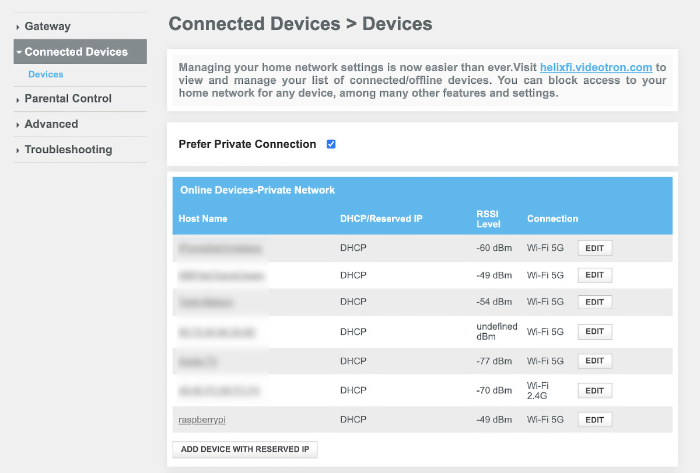 Gateway
Connected Devices
Devices
Parental Control
Advanced
Troubleshooting
Connected Devices > Devices
Managing your home network settings is now easier than ever.Visit helixfi.videotron.com to
view and manage your list of connected/offline devices. You can block access to your
home network for any device, among many other features and settings.
Prefer Private Connection
Online Devices-Private Network
Host Name DHCP/Reserved IP RSSI Level Connection
DHCP -60 dBm Wi-Fi 5G EDIT
DHCP -49 dBm Wi-Fi 5G EDIT
DHCP -54 dBm Wi-Fi 5G EDIT
DHCP undefined dBm Wi-Fi 5G EDIT
DHCP -77 dBm Wi-Fi 5G EDIT
DHCP -70 dBm Wi-Fi 2.4G EDIT
raspberrypi DHCP -49 dBm Wi-Fi 5G EDIT
ADD DEVICE WITH RESERVED IP